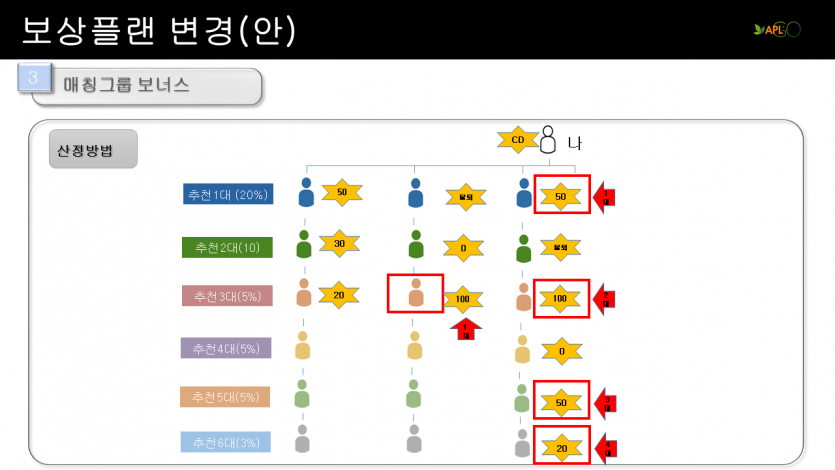 보상플랜 변경(안)
APLGO
3
매칭그룹 보너스
산정방법
CD
나
추천1대 (20%)
50
탈퇴
50
1대
추천2대(10)
30
0
탈퇴
추천3대(5%)
20
100
1대
100
2대
추천4대(5%)
0
추천5대(5%)
50
3대
추천6대(3%)
20
4대